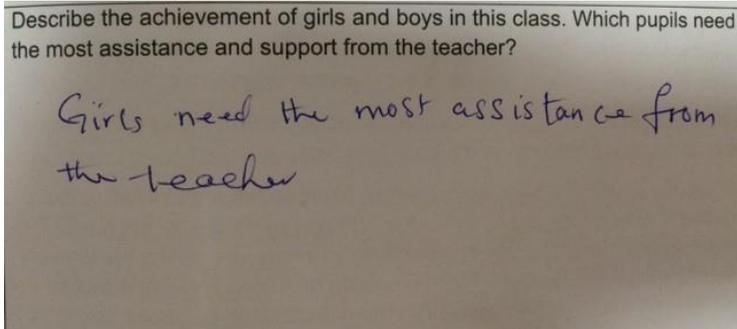 Describe the achievement of girls and boys in this class. Which pupils need
the most assistance and support from the teacher?
Girls need the most assistance from
the teacher